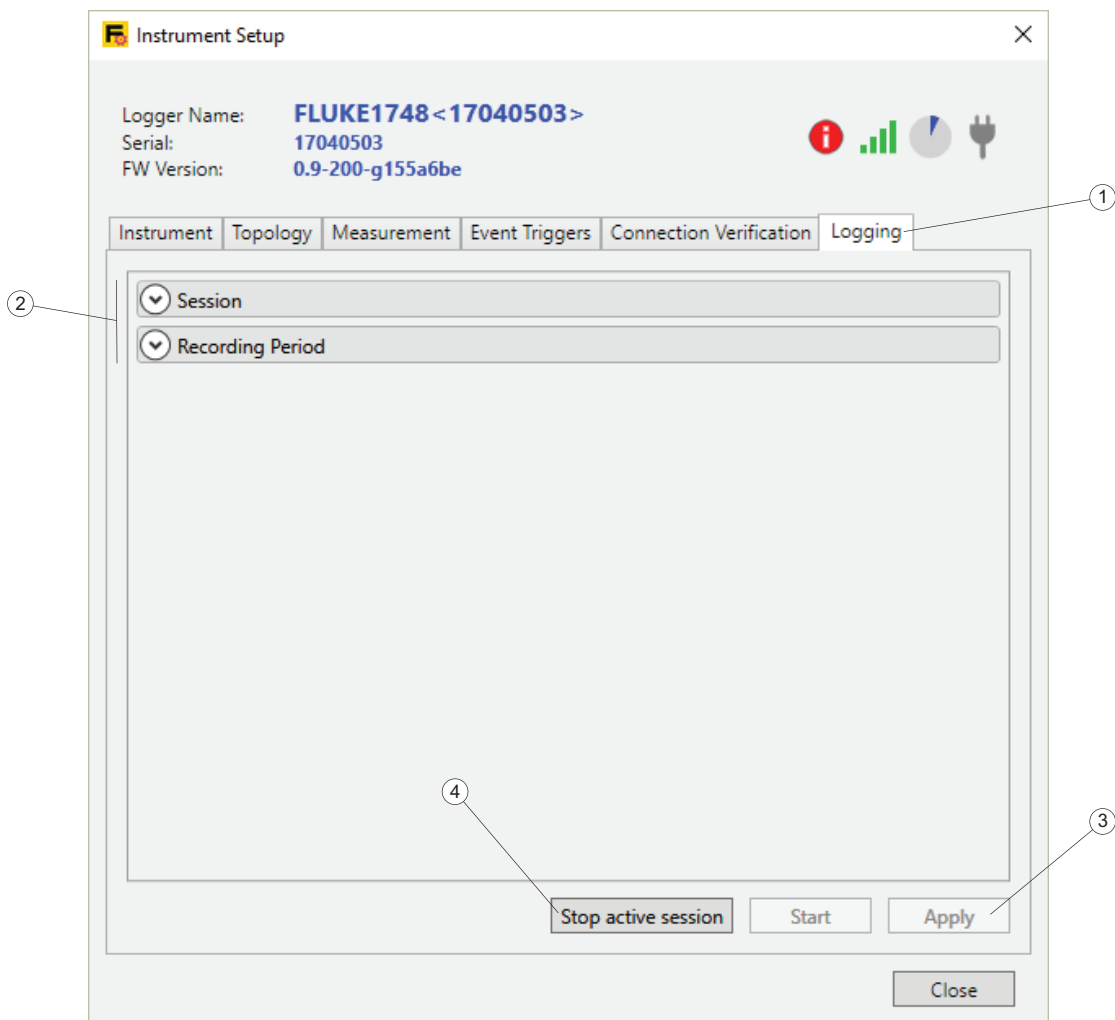 Instrument Setup
Logger Name: FLUKE1748<17040503>
Serial: 17040503
FW Version: 0.9-200-g155a6be
1
Instrument Topology Measurement Event Triggers Connection Verification Logging
2
Session
Recording Period
4
3
Stop active session Start Apply
Close